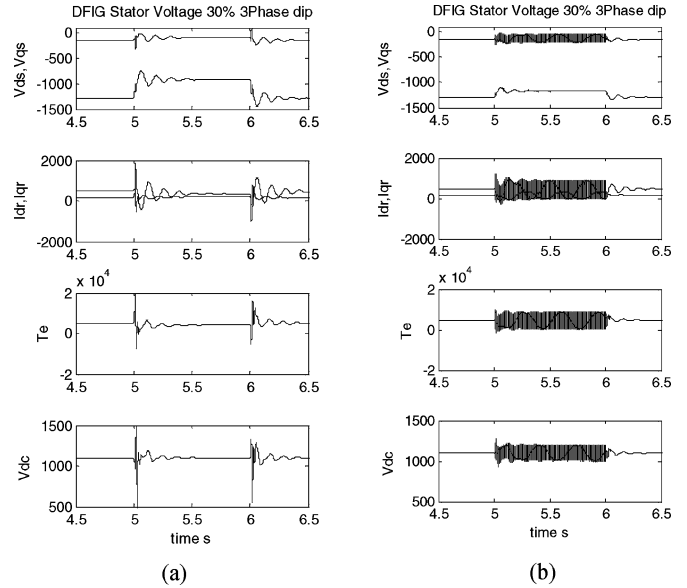 DFIG Stator Voltage 30% 3Phase dip
Vds,Vqs
0
-500
-1000
-1500
4.5 5 5.5 6 6.5
Idr,Iqr
2000
0
-2000
4.5 5 5.5 6 6.5
x 10^4
Te
2
0
-2
4.5 5 5.5 6 6.5
Vdc
1500
1000
500
4.5 5 5.5 6 6.5
time s
(a)
DFIG Stator Voltage 30% 3Phase dip
Vds,Vqs
0
-500
-1000
-1500
4.5 5 5.5 6 6.5
Idr,Iqr
2000
0
-2000
4.5 5 5.5 6 6.5
x 10^4
Te
2
0
-2
4.5 5 5.5 6 6.5
Vdc
1500
1000
500
4.5 5 5.5 6 6.5
time s
(b)